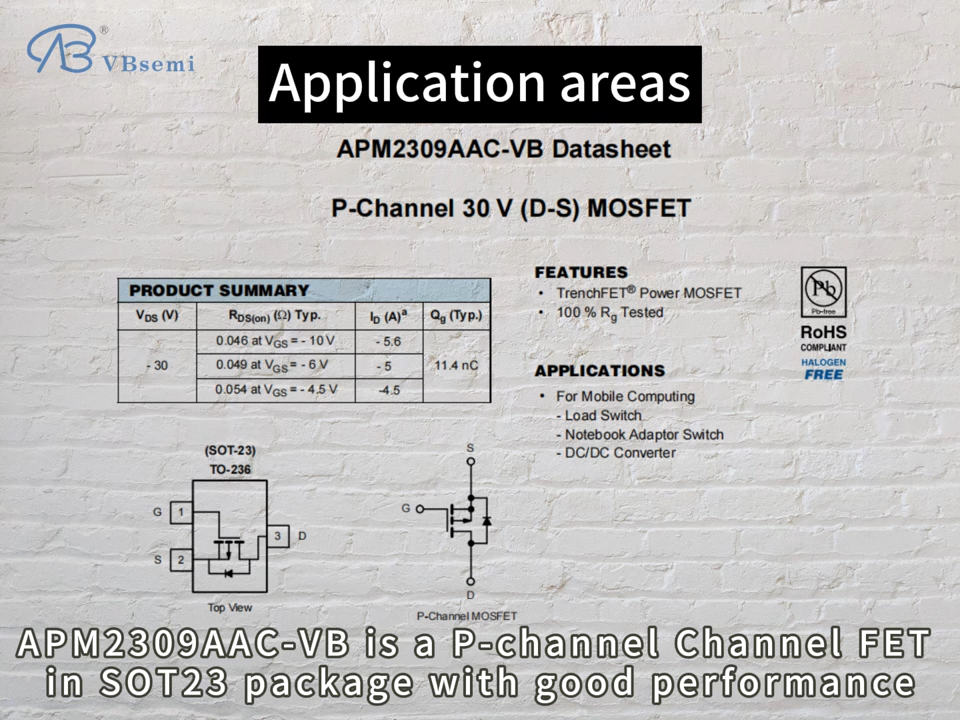 ®
VBsemi
Application areas
APM2309AAC-VB Datasheet
P-Channel 30 V (D-S) MOSFET
PRODUCT SUMMARY
VDS (V) RDS(on) (Ω) Typ. ID (A)a Qg (Typ.)
- 30
0.046 at VGS = - 10 V - 5.6
0.049 at VGS = - 6 V - 5
0.054 at VGS = - 4.5 V -4.5
11.4 nC
FEATURES
• TrenchFET® Power MOSFET
• 100 % Rg Tested
APPLICATIONS
• For Mobile Computing
- Load Switch
- Notebook Adaptor Switch
- DC/DC Converter
Pb
Pb-free
RoHS
COMPLIANT
HALOGEN
FREE
(SOT-23)
TO-236
G 1
S 2
3 D
Top View
S
G
D
P-Channel MOSFET
APM2309AAC-VB is a P-channel Channel FET
in SOT23 package with good performance